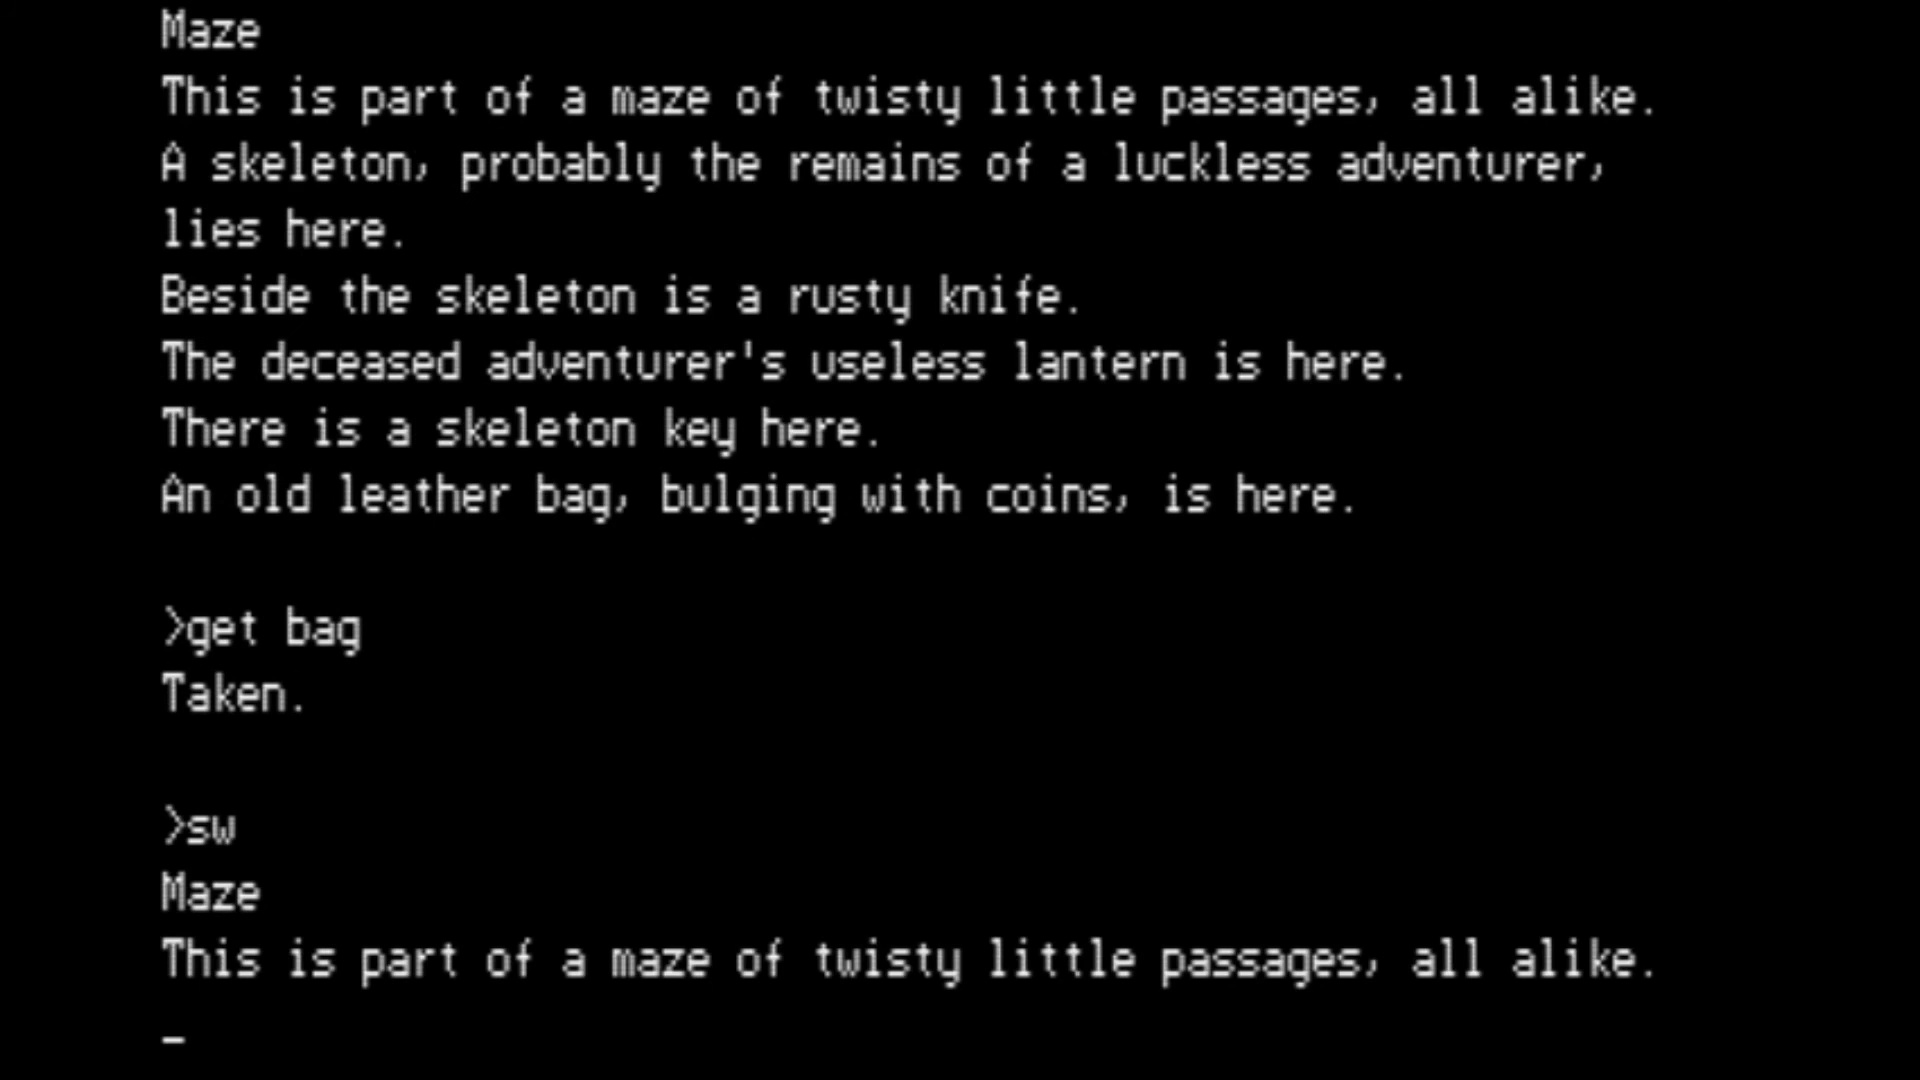 Maze
This is part of a maze of twisty little passages, all alike.
A skeleton, probably the remains of a luckless adventurer,
lies here.
Beside the skeleton is a rusty knife.
The deceased adventurer's useless lantern is here.
There is a skeleton key here.
An old leather bag, bulging with coins, is here.
>get bag
Taken.
>sw
Maze
This is part of a maze of twisty little passages, all alike.
_